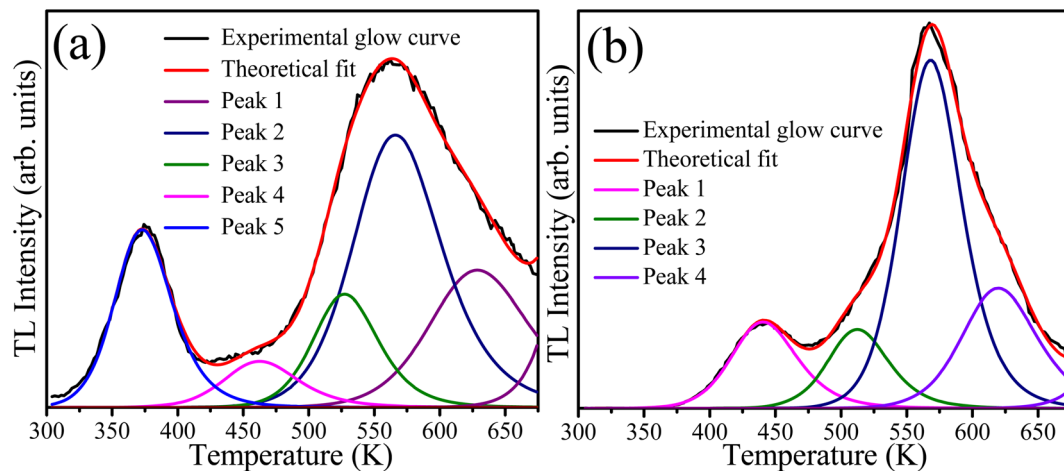 (a)
Experimental glow curve
Theoretical fit
Peak 1
Peak 2
Peak 3
Peak 4
Peak 5
TL Intensity (arb. units)
300 350 400 450 500 550 600 650
Temperature (K)
(b)
Experimental glow curve
Theoretical fit
Peak 1
Peak 2
Peak 3
Peak 4
TL Intensity (arb. units)
300 350 400 450 500 550 600 650
Temperature (K)